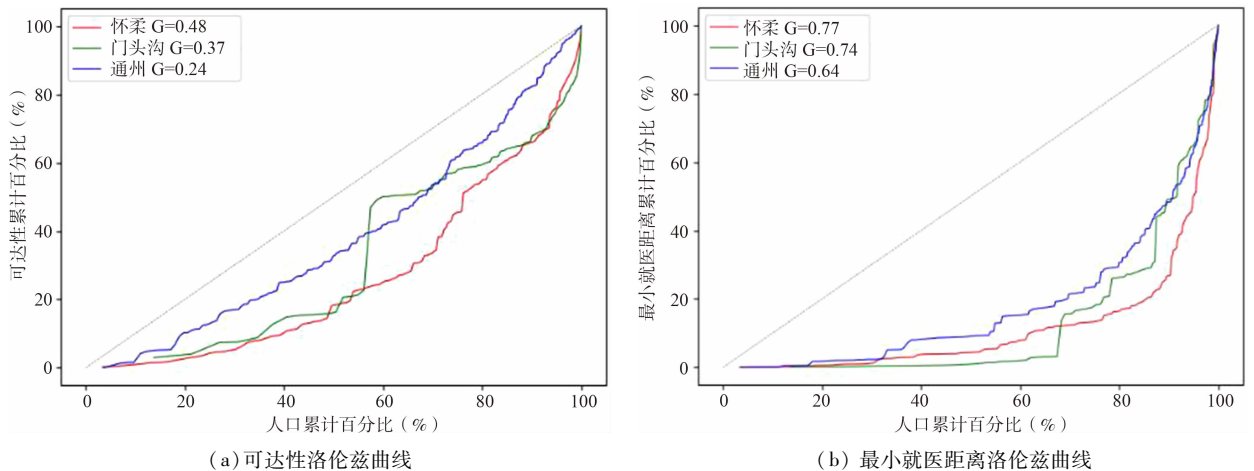 怀柔 G=0.48
门头沟 G=0.37
通州 G=0.24
可达性累计百分比(%)
100
80
60
40
20
0
0 20 40 60 80 100
人口累计百分比(%)
(a)可达性洛伦兹曲线
怀柔 G=0.77
门头沟 G=0.74
通州 G=0.64
最小就医距离累计百分比(%)
100
80
60
40
20
0
0 20 40 60 80 100
人口累计百分比(%)
(b) 最小就医距离洛伦兹曲线